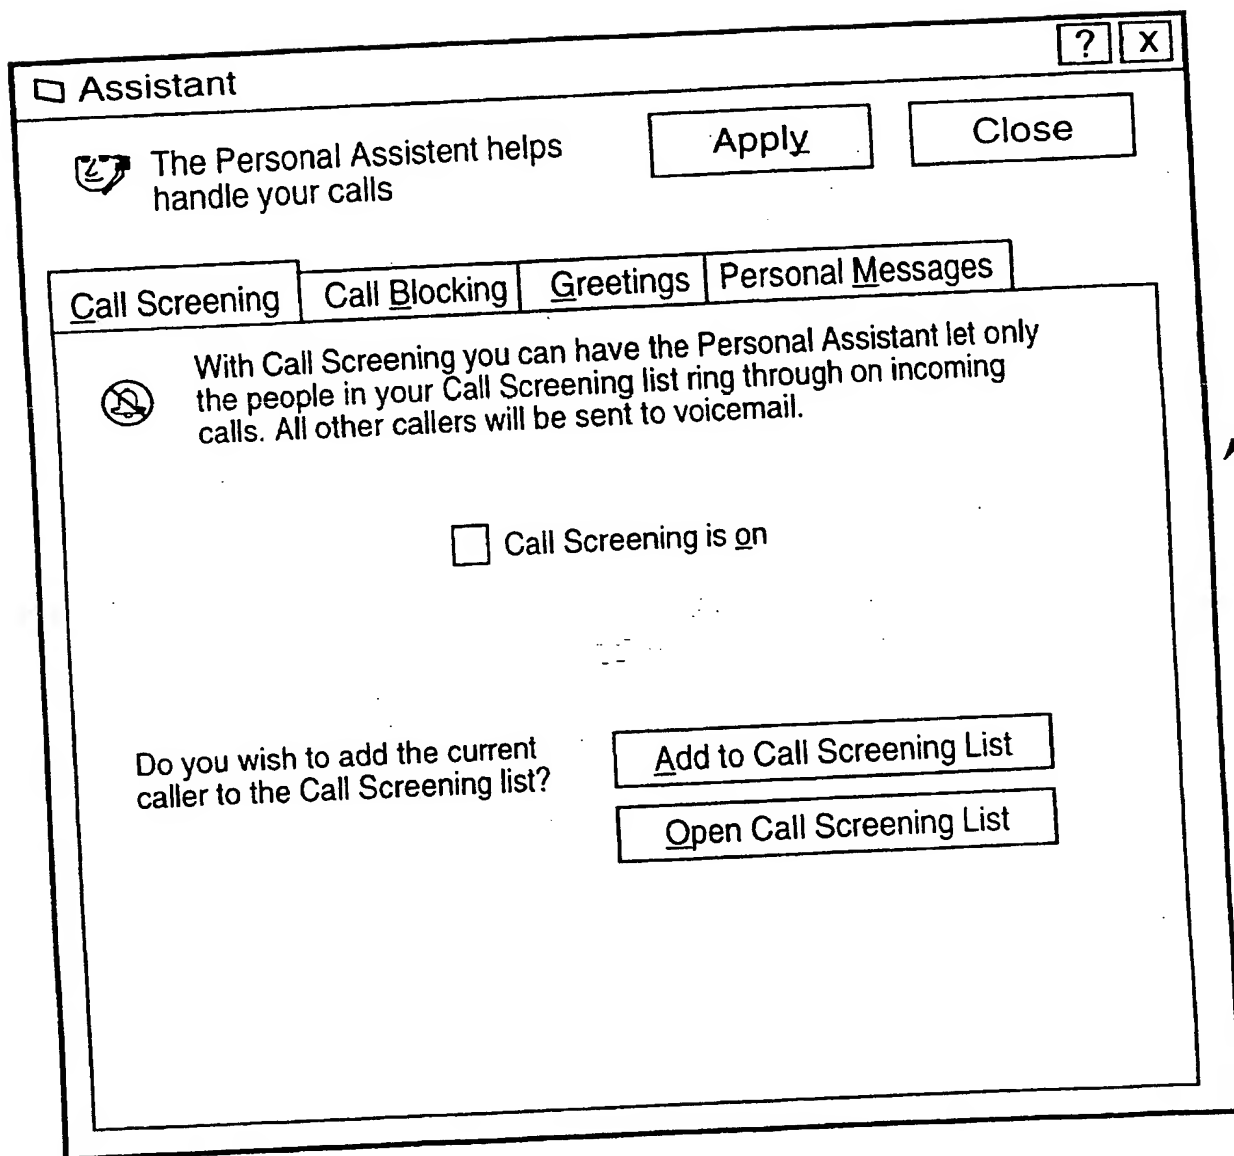 Assistant
? X
The Personal Assistent helps
handle your calls
Apply
Close
Call Screening
Call Blocking
Greetings
Personal Messages
With Call Screening you can have the Personal Assistant let only
the people in your Call Screening list ring through on incoming
calls. All other callers will be sent to voicemail.
Call Screening is on
Do you wish to add the current
caller to the Call Screening list?
Add to Call Screening List
Open Call Screening List